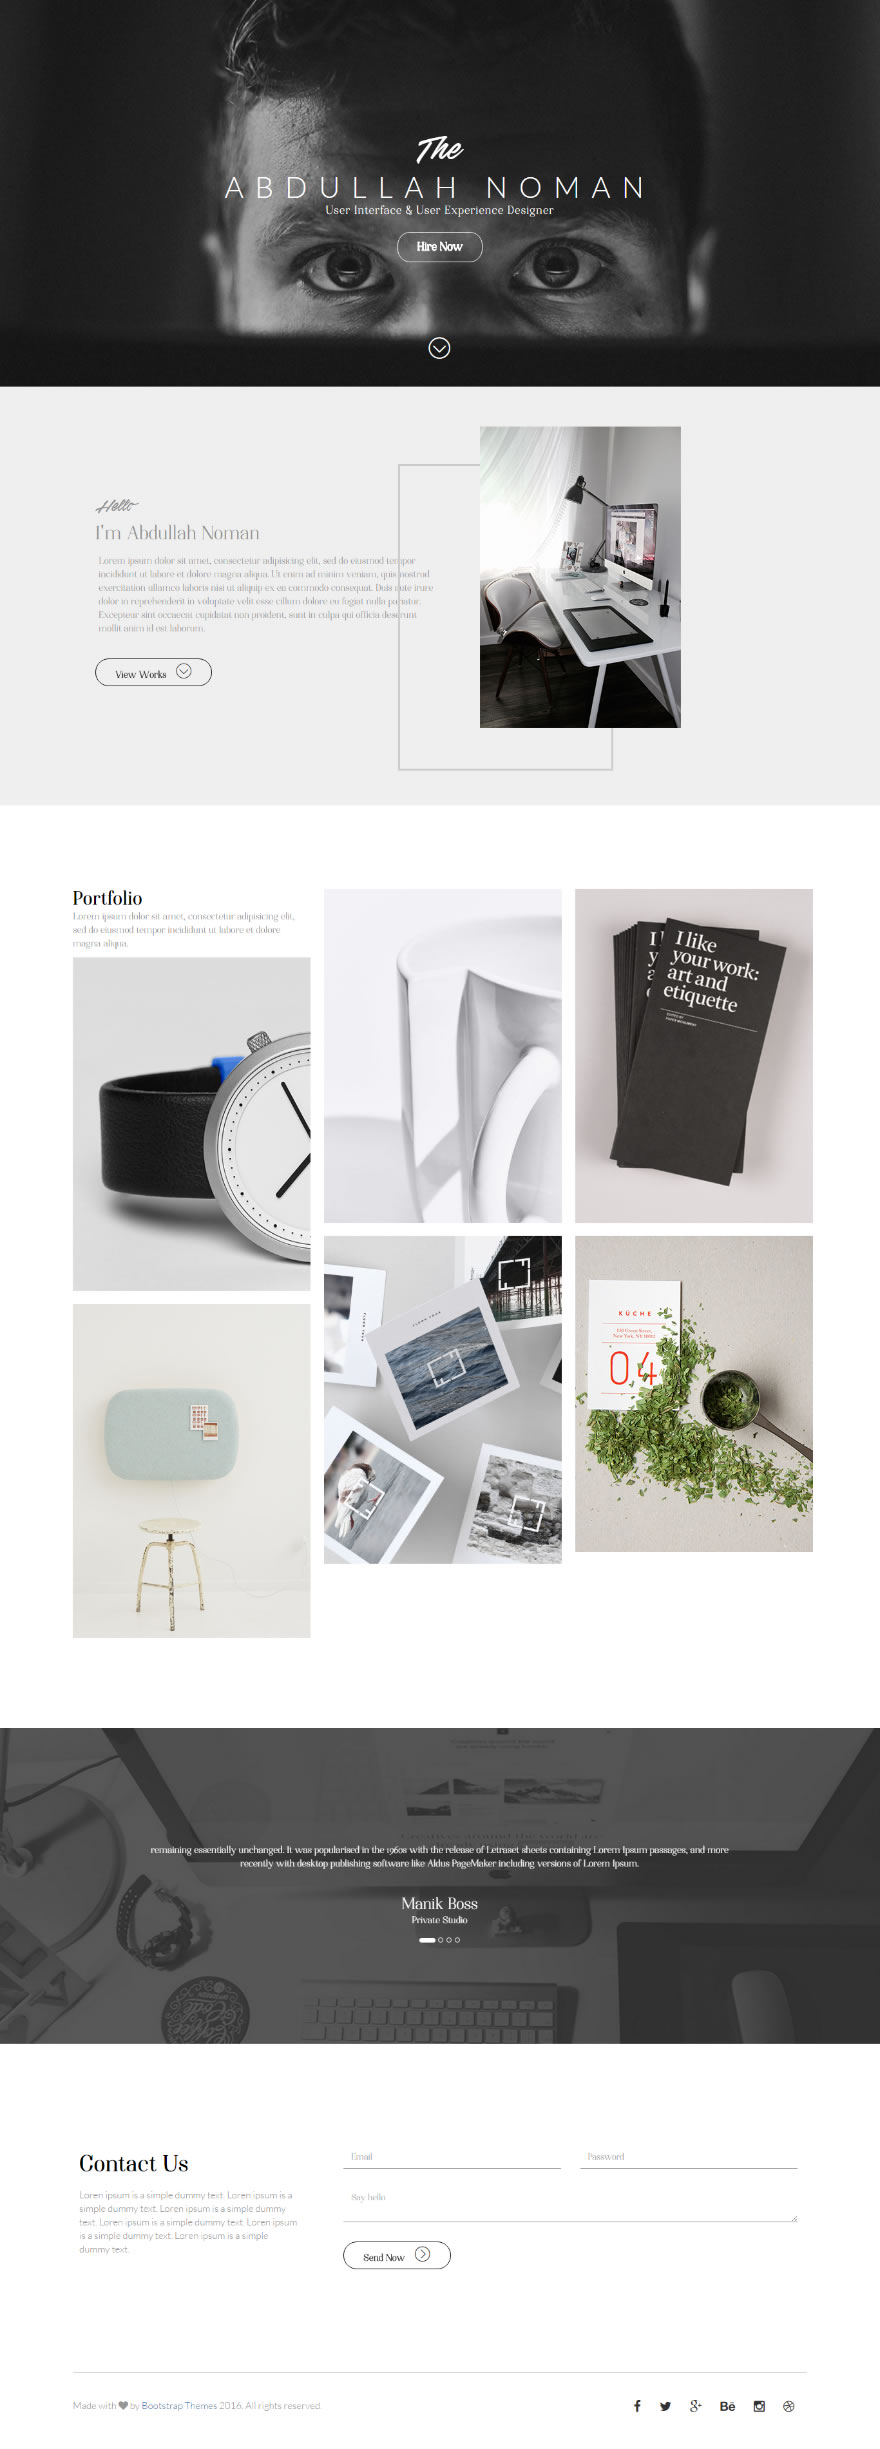 The
ABDULLAH NOMAN
User Interface & User Experience Designer
Hire Now
Hello
I'm Abdullah Noman
Lorem ipsum dolor sit amet, consectetur adipisicing elit, sed do eiusmod tempor
incididunt ut labore et dolore magna aliqua. Ut enim ad minim veniam, quis nostrud
exercitation ullamco laboris nisi ut aliquip ex ea commodo consequat. Duis aute irure
dolor in reprehenderit in voluptate velit esse cillum dolore eu fugiat nulla pariatur.
Excepteur sint occaecat cupidatat non proident, sunt in culpa qui officia deserunt
mollit anim id est laborum.
View Works
Portfolio
Lorem ipsum dolor sit amet, consectetur adipisicing elit,
sed do eiusmod tempor incididunt ut labore et dolore
magna aliqua.
I like
your work:
art and
etiquette
KÜCHE
04
remaining essentially unchanged. It was popularised in the 1960s with the release of Letraset sheets containing Lorem Ipsum passages, and more
recently with desktop publishing software like Aldus PageMaker including versions of Lorem Ipsum.
Manik Boss
Private Studio
Contact Us
Lorem ipsum is a simple dummy text. Lorem ipsum is a
simple dummy text. Lorem ipsum is a simple dummy
text. Lorem ipsum is a simple dummy text. Lorem ipsum
is a simple dummy text. Lorem ipsum is a simple
dummy text.
Email
Password
Say hello
Send Now
Made with by Bootstrap Themes 2016. All rights reserved.
Bē